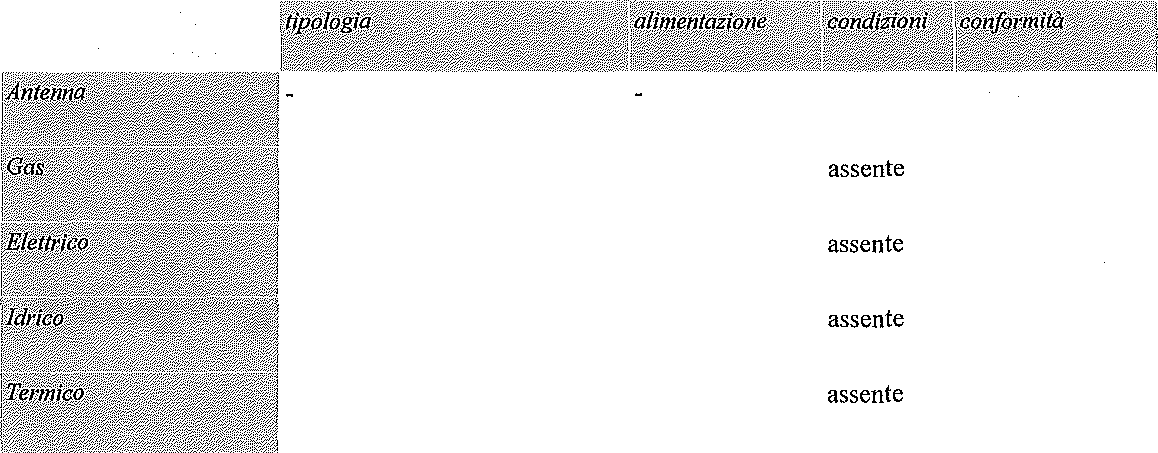 tipologia alimentazione condizioni conformità
Antenna - -
Gas assente
Elettrico assente
Idrico assente
Termico assente